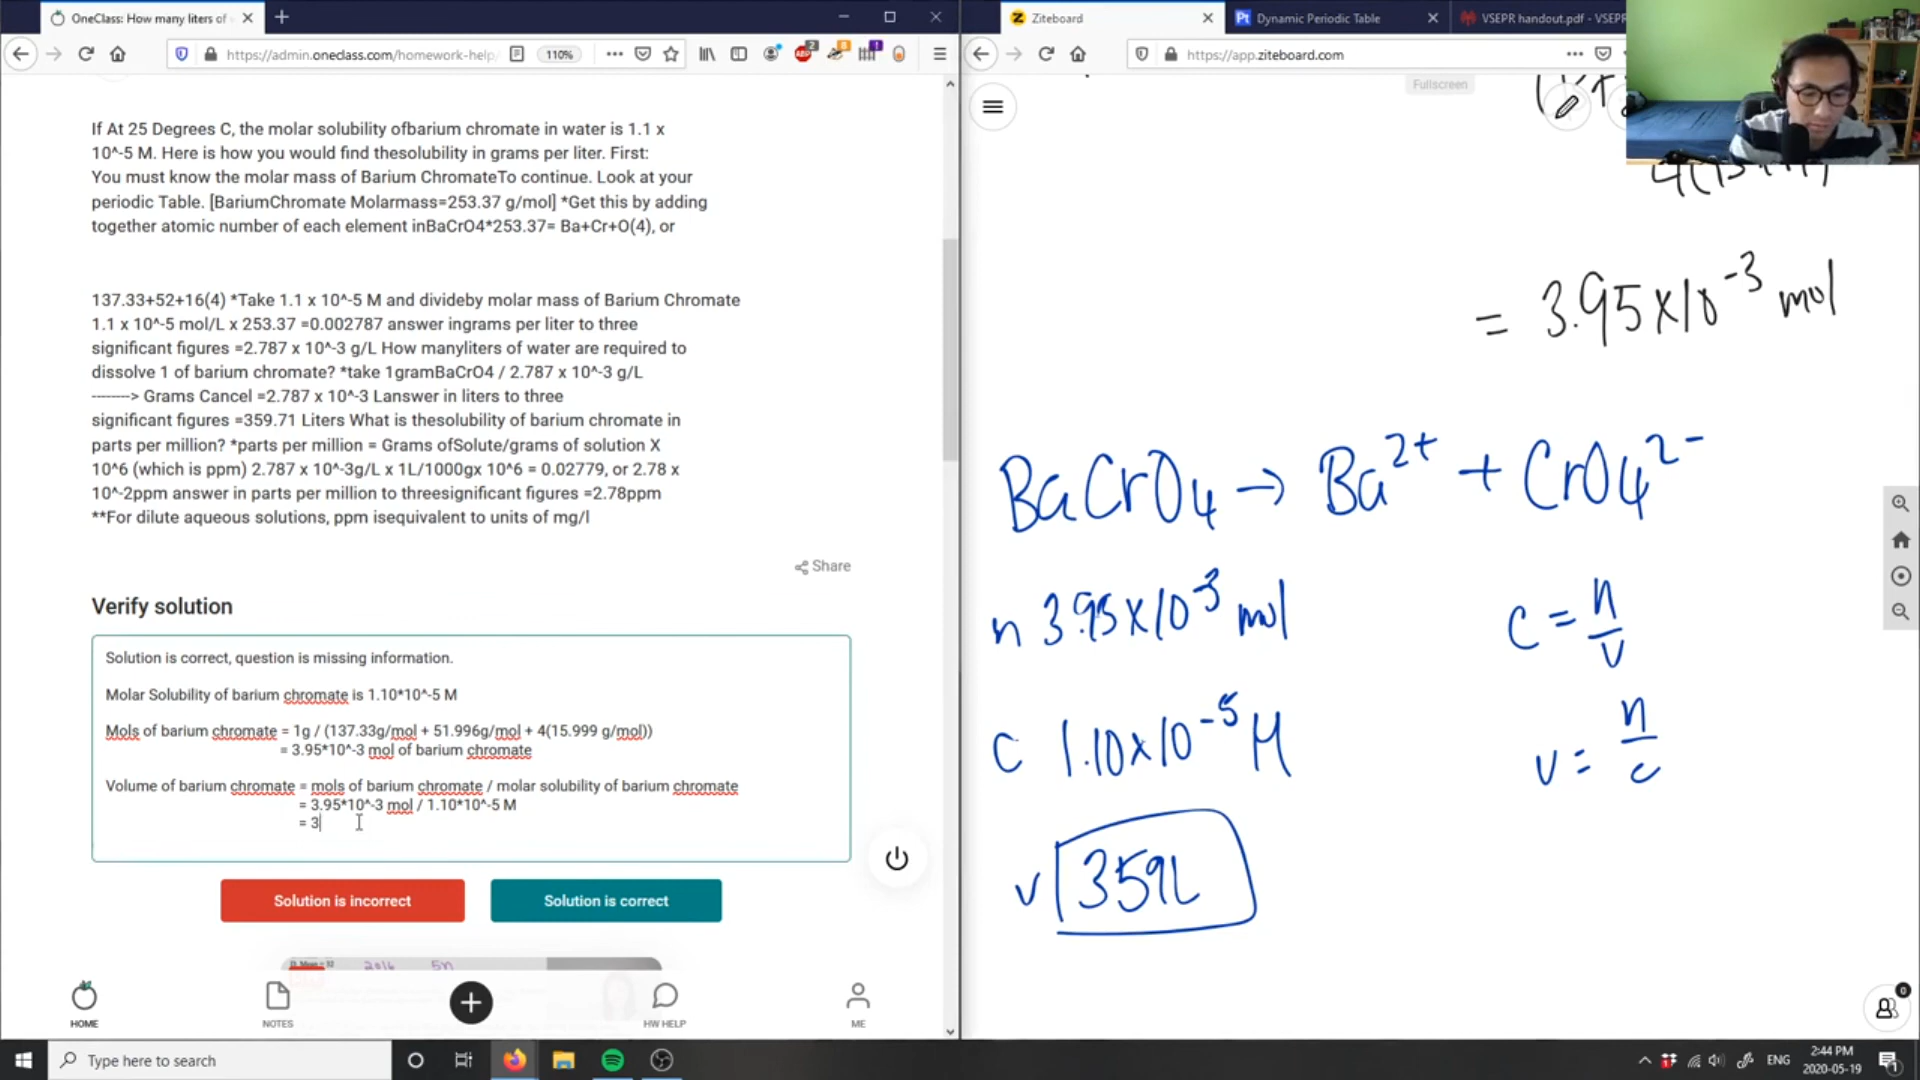 OneClass: How many liters of
https://admin.oneclass.com/homework-help/
110%
If At 25 Degrees C, the molar solubility ofbarium chromate in water is 1.1 x
10^-5 M. Here is how you would find thesolubility in grams per liter. First:
You must know the molar mass of Barium ChromateTo continue. Look at your
periodic Table. [BariumChromate Molarmass=253.37 g/mol] *Get this by adding
together atomic number of each element inBaCrO4*253.37= Ba+Cr+O(4), or
137.33+52+16(4) *Take 1.1 x 10^-5 M and divideby molar mass of Barium Chromate
1.1 x 10^-5 mol/L x 253.37 =0.002787 answer ingrams per liter to three
significant figures =2.787 x 10^-3 g/L How manyliters of water are required to
dissolve 1 of barium chromate? *take 1gramBaCrO4 / 2.787 x 10^-3 g/L
--------> Grams Cancel =2.787 x 10^-3 Lanswer in liters to three
significant figures =359.71 Liters What is thesolubility of barium chromate in
parts per million? *parts per million = Grams ofSolute/grams of solution X
10^6 (which is ppm) 2.787 x 10^-3g/L x 1L/1000gx 10^6 = 0.02779, or 2.78 x
10^-2ppm answer in parts per million to threesignificant figures =2.78ppm
**For dilute aqueous solutions, ppm isequivalent to units of mg/l
Share
Verify solution
Solution is correct, question is missing information.
Molar Solubility of barium chromate is 1.10*10^-5 M
Mols of barium chromate = 1g / (137.33g/mol + 51.996g/mol + 4(15.999 g/mol))
= 3.95*10^-3 mol of barium chromate
Volume of barium chromate = mols of barium chromate / molar solubility of barium chromate
= 3.95*10^-3 mol / 1.10*10^-5 M
= 3
Solution is incorrect
Solution is correct
2016 5n
HOME
NOTES
HW HELP
ME
Ziteboard
Dynamic Periodic Table
VSEPR handout.pdf - VSEPR
https://app.ziteboard.com
Fullscreen
= 3.95x10^-3 mol
BaCrO4 → Ba^2+ + CrO4^2-
n 3.95x10^-3 mol
C = n/v
c 1.10x10^-5 M
v = n/c
v 359L
0
Type here to search
ENG
2:44 PM
2020-05-19